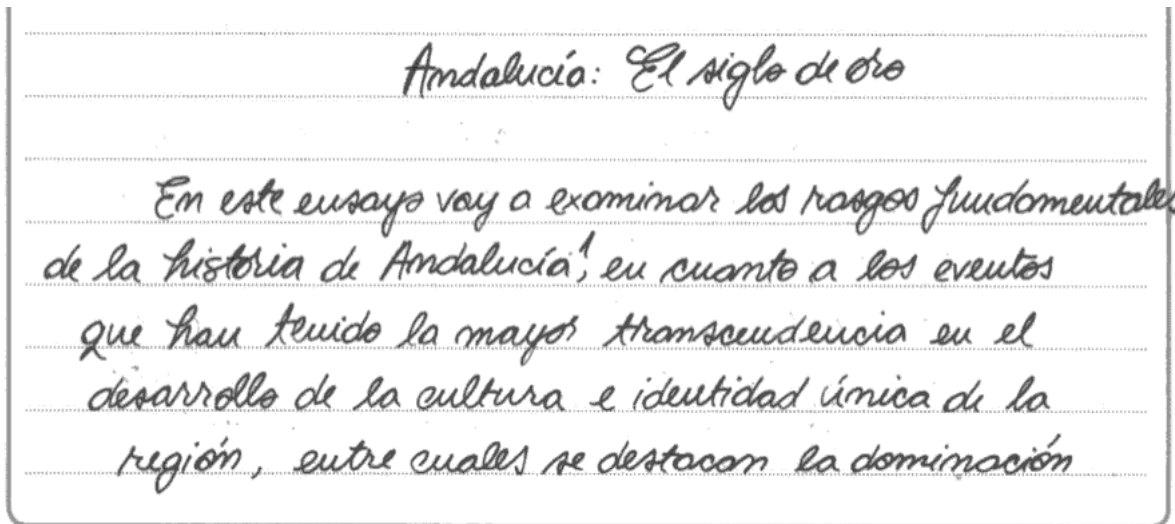 Andalucía: El siglo de oro
En este ensayo voy a examinar los rasgos fundamentales
de la historia de Andalucía¹, en cuanto a los eventos
que han tenido la mayor transcendencia en el
desarrollo de la cultura e identidad única de la
región, entre cuales se destacan la dominación